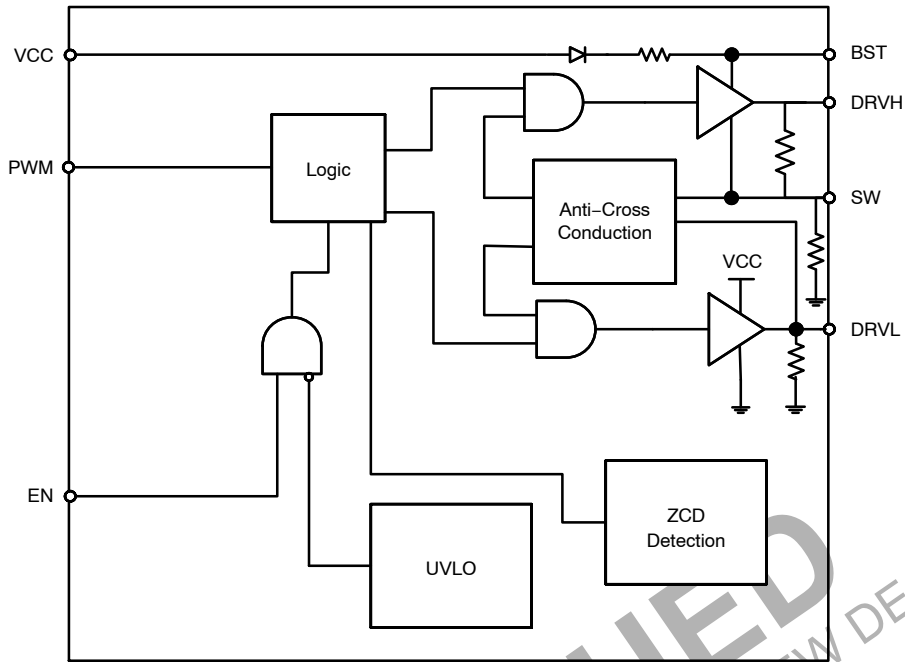 VCC
BST
DRVH
PWM
Logic
SW
Anti−Cross
Conduction
VCC
DRVL
EN
ZCD
Detection
UVLO